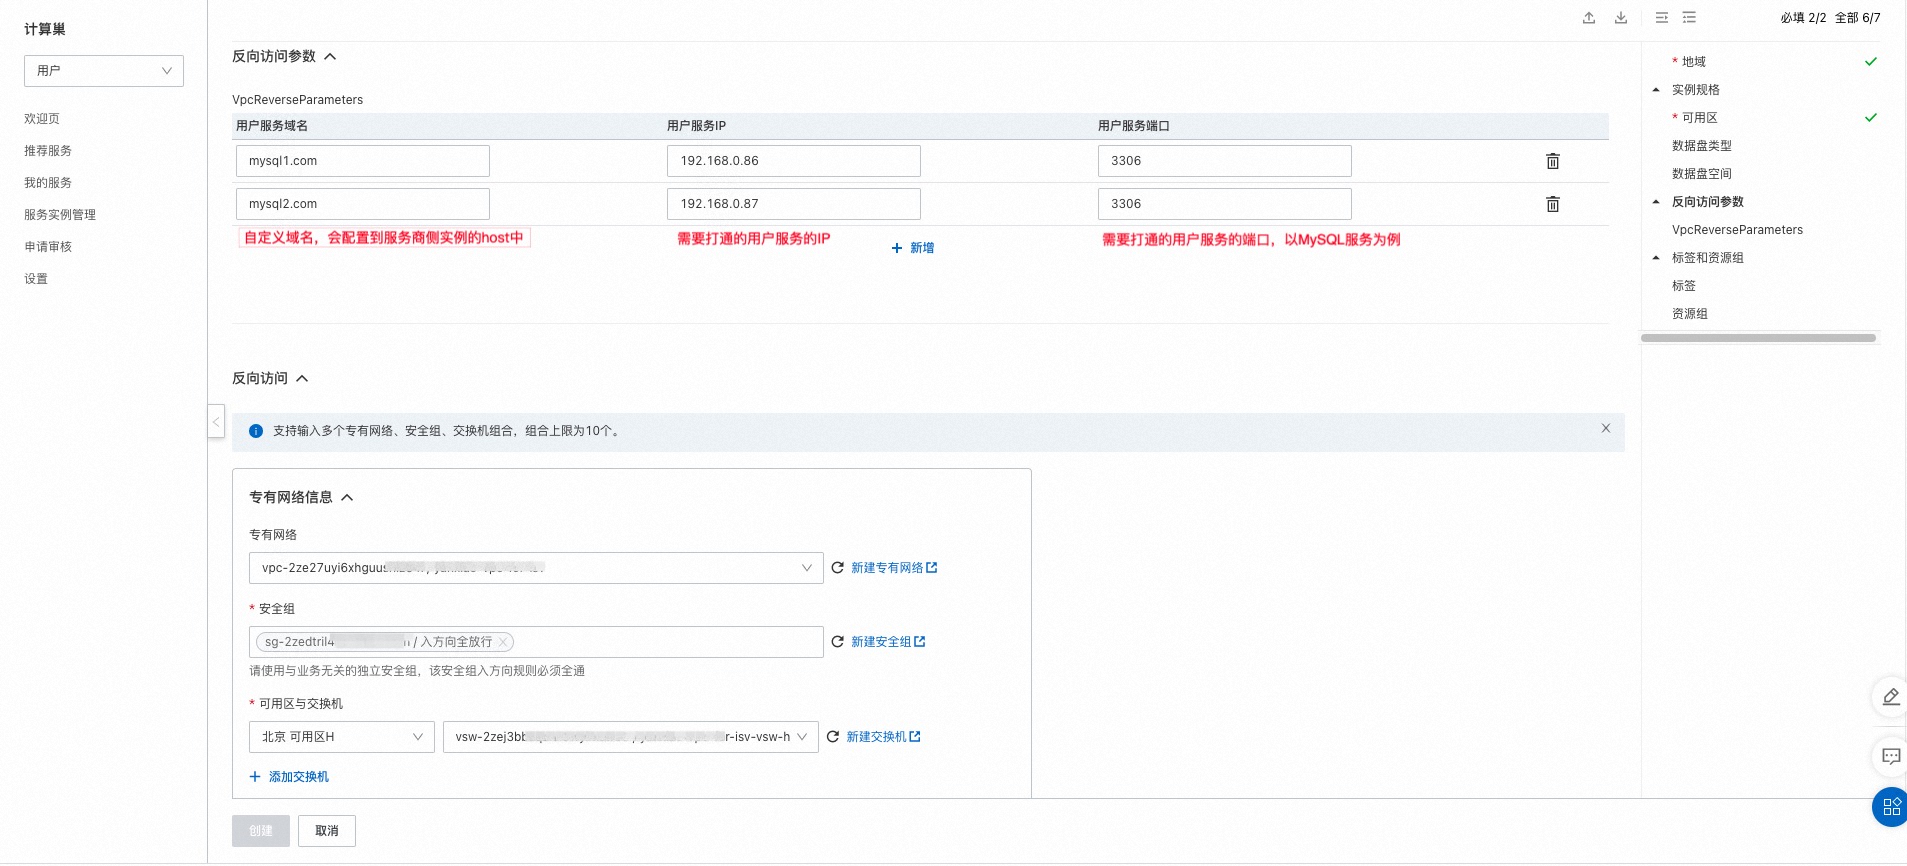 计算巢
用户
欢迎页
推荐服务
我的服务
服务实例管理
申请审核
设置
必填 2/2 全部 6/7
反向访问参数
VpcReverseParameters
用户服务域名 用户服务IP 用户服务端口
mysql1.com 192.168.0.86 3306
mysql2.com 192.168.0.87 3306
自定义域名，会配置到服务商侧实例的host中 需要打通的用户服务的IP 需要打通的用户服务的端口，以MySQL服务为例
+ 新增
反向访问
支持输入多个专有网络、安全组、交换机组合，组合上限为10个。
专有网络信息
专有网络
vpc-2ze27uyi6xhguus 新建专有网络
* 安全组
sg-2zedtril4 / 入方向全放行 新建安全组
请使用与业务无关的独立安全组，该安全组入方向规则必须全通
* 可用区与交换机
北京 可用区H vsw-2zej3bb r-isv-vsw-h 新建交换机
+ 添加交换机
创建 取消
* 地域
实例规格
* 可用区
数据盘类型
数据盘空间
反向访问参数
VpcReverseParameters
标签和资源组
标签
资源组